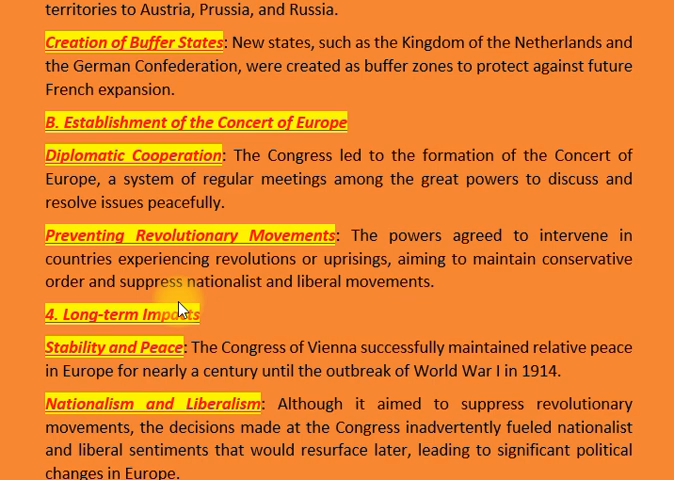 territories to Austria, Prussia, and Russia.
Creation of Buffer States: New states, such as the Kingdom of the Netherlands and
the German Confederation, were created as buffer zones to protect against future
French expansion.
B. Establishment of the Concert of Europe
Diplomatic Cooperation: The Congress led to the formation of the Concert of
Europe, a system of regular meetings among the great powers to discuss and
resolve issues peacefully.
Preventing Revolutionary Movements: The powers agreed to intervene in
countries experiencing revolutions or uprisings, aiming to maintain conservative
order and suppress nationalist and liberal movements.
4. Long-term Impacts
Stability and Peace: The Congress of Vienna successfully maintained relative peace
in Europe for nearly a century until the outbreak of World War I in 1914.
Nationalism and Liberalism: Although it aimed to suppress revolutionary
movements, the decisions made at the Congress inadvertently fueled nationalist
and liberal sentiments that would resurface later, leading to significant political
changes in Europe.